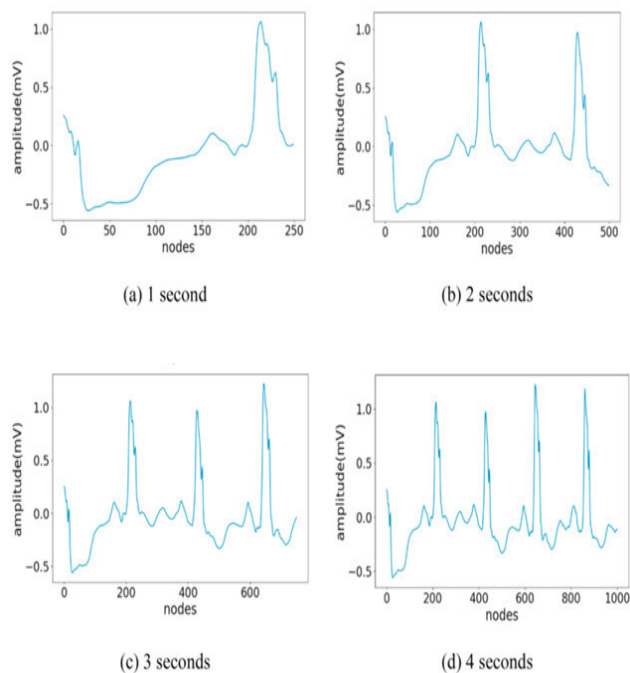 amplitude(mV)
1.0
0.5
0.0
−0.5
0 50 100 150 200 250
nodes
(a) 1 second
amplitude(mV)
1.0
0.5
0.0
−0.5
0 100 200 300 400 500
nodes
(b) 2 seconds
amplitude(mV)
1.0
0.5
0.0
−0.5
0 200 400 600
nodes
(c) 3 seconds
amplitude(mV)
1.0
0.5
0.0
−0.5
0 200 400 600 800 1000
nodes
(d) 4 seconds